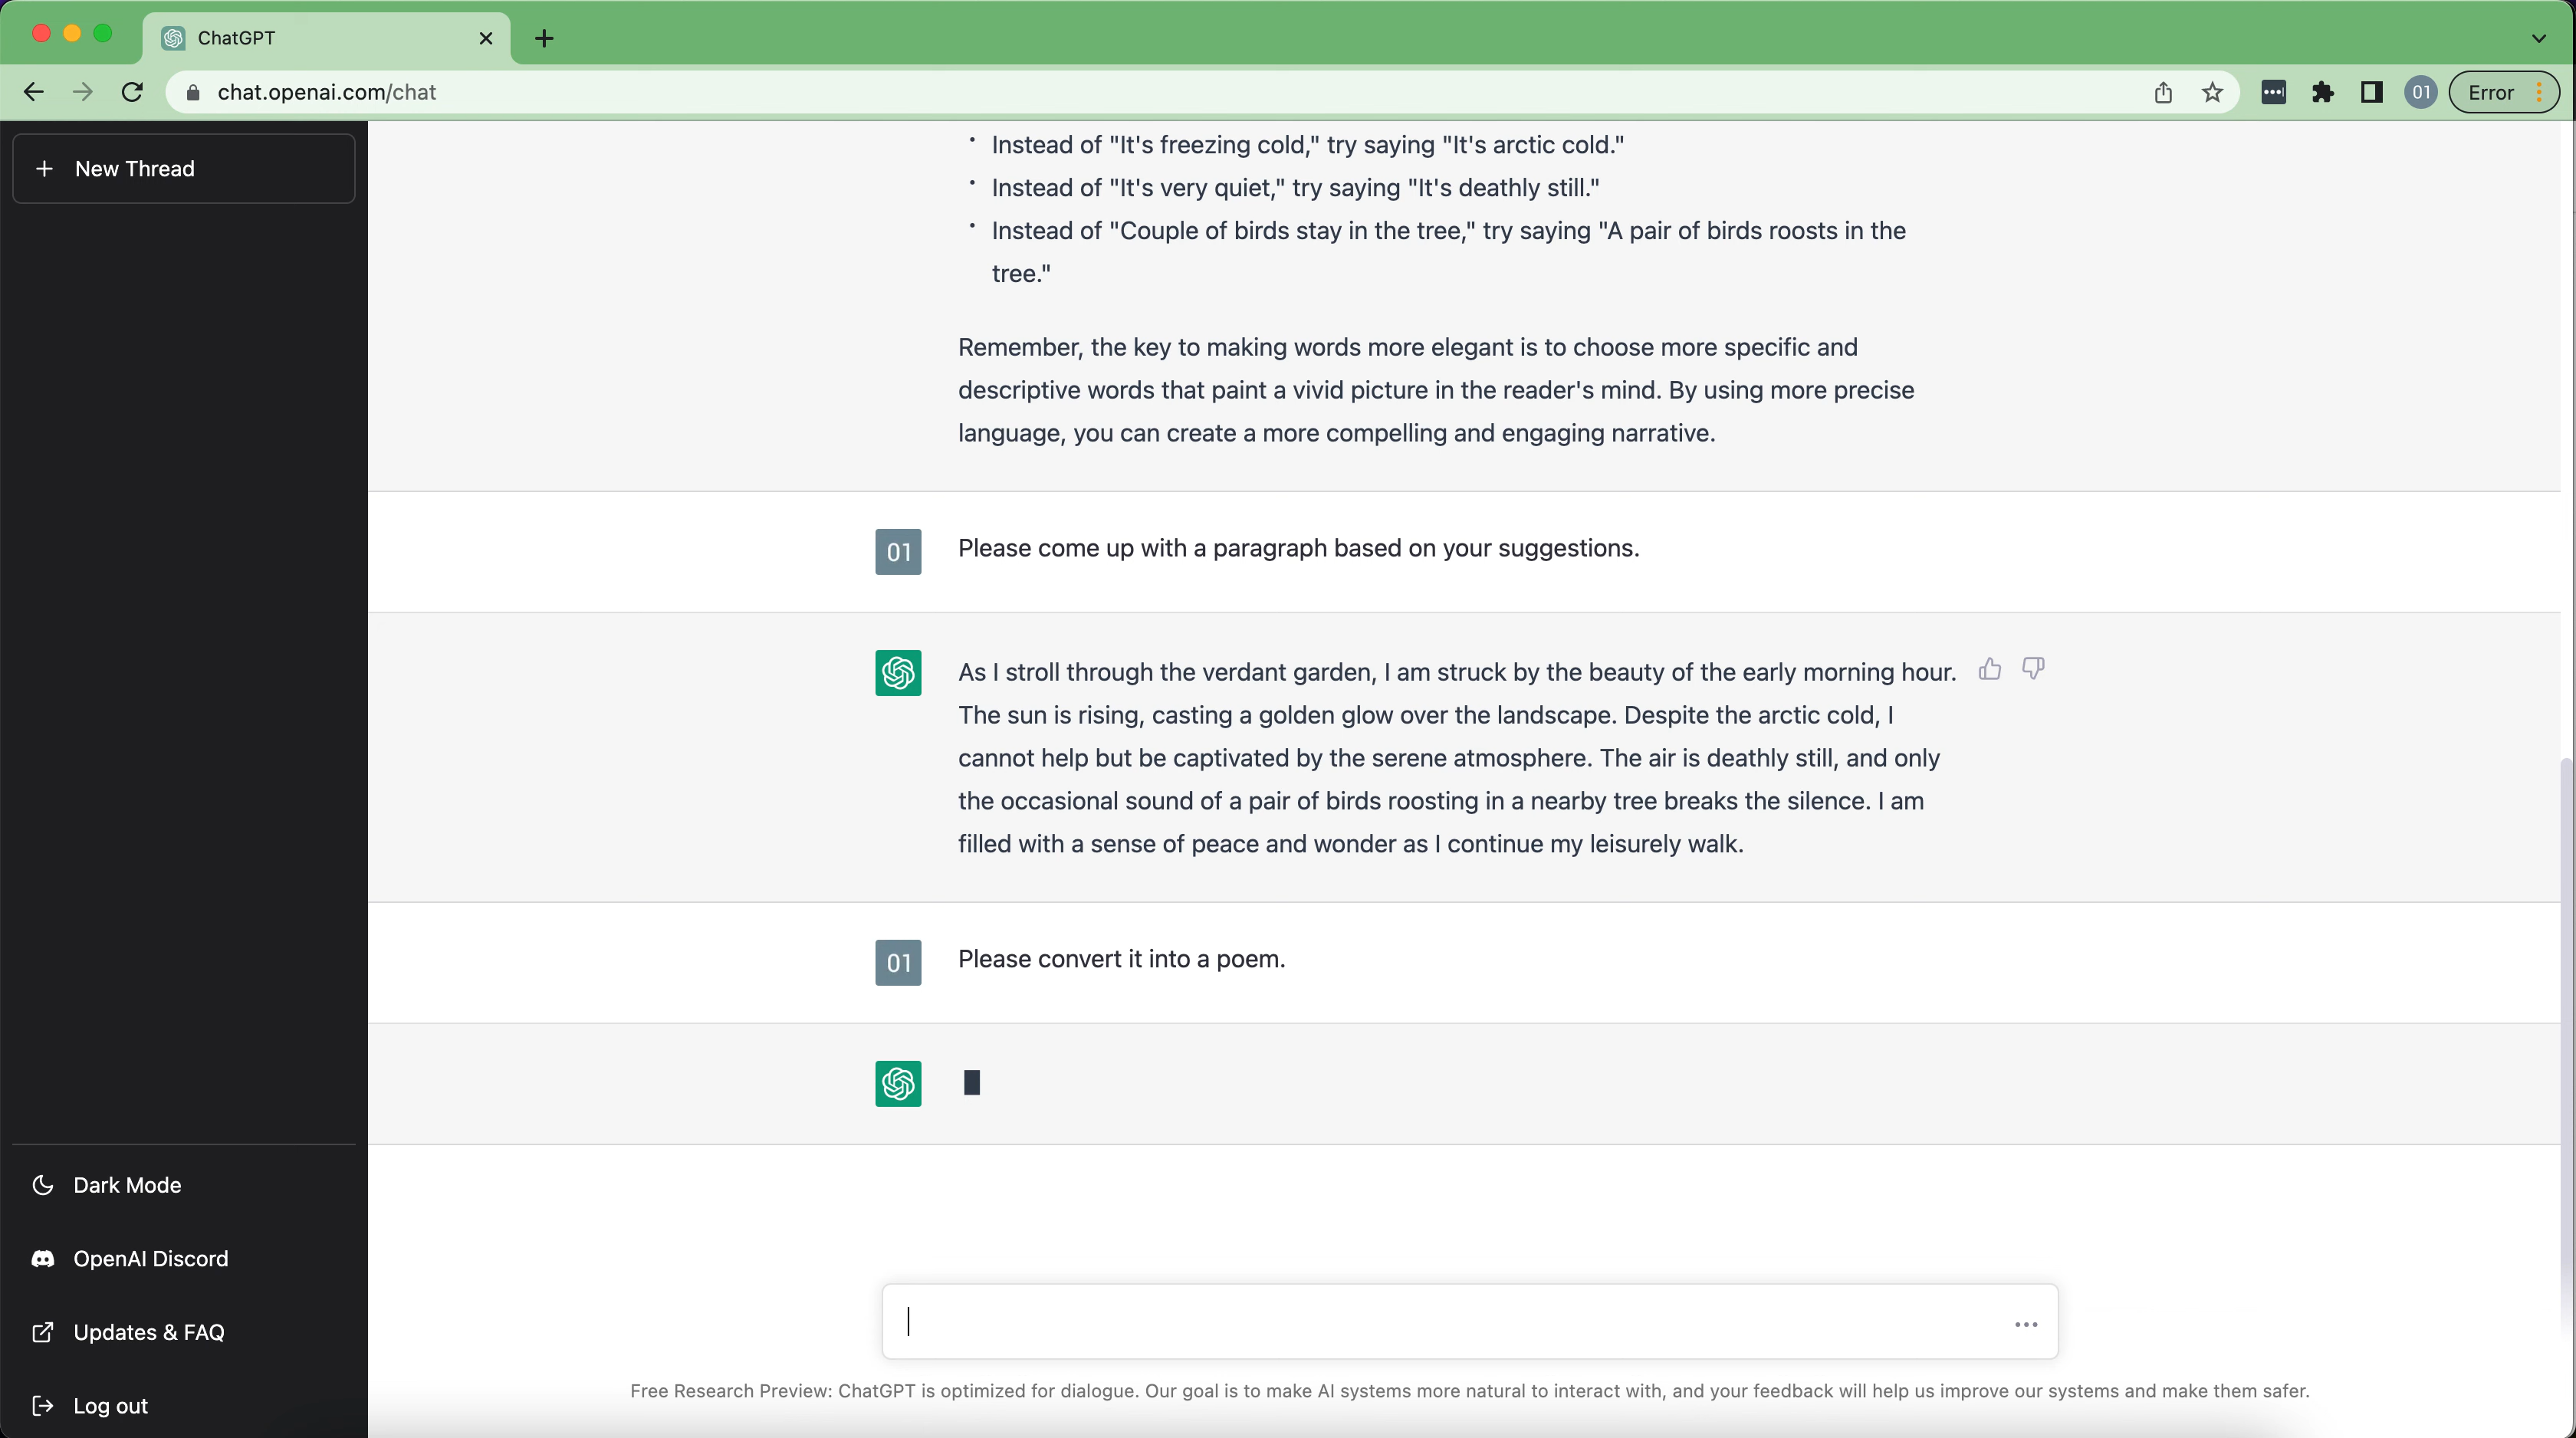 ChatGPT
chat.openai.com/chat
01
Error
New Thread
• Instead of "It's freezing cold," try saying "It's arctic cold."
• Instead of "It's very quiet," try saying "It's deathly still."
• Instead of "Couple of birds stay in the tree," try saying "A pair of birds roosts in the
tree."
Remember, the key to making words more elegant is to choose more specific and
descriptive words that paint a vivid picture in the reader's mind. By using more precise
language, you can create a more compelling and engaging narrative.
01
Please come up with a paragraph based on your suggestions.
As I stroll through the verdant garden, I am struck by the beauty of the early morning hour.
The sun is rising, casting a golden glow over the landscape. Despite the arctic cold, I
cannot help but be captivated by the serene atmosphere. The air is deathly still, and only
the occasional sound of a pair of birds roosting in a nearby tree breaks the silence. I am
filled with a sense of peace and wonder as I continue my leisurely walk.
01
Please convert it into a poem.
Dark Mode
OpenAI Discord
Updates & FAQ
Log out
Free Research Preview: ChatGPT is optimized for dialogue. Our goal is to make AI systems more natural to interact with, and your feedback will help us improve our systems and make them safer.